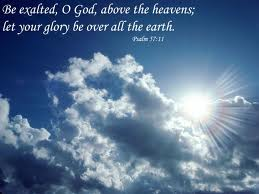 Be exalted, O God, above the heavens;
let your glory be over all the earth.
Psalm 57:11